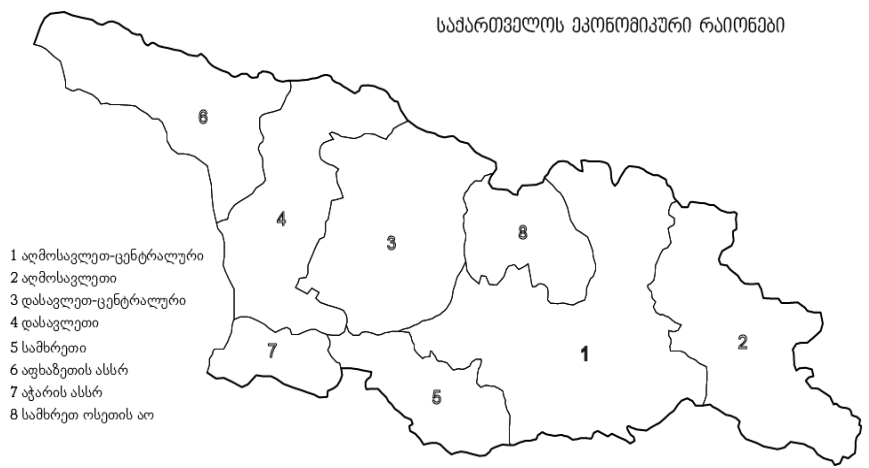 საქართველოს ეკონომიკური რაიონები
6
4
3
8
1 აღმოსავლეთ-ცენტრალური
2 აღმოსავლეთი
3 დასავლეთ-ცენტრალური
4 დასავლეთი
5 სამხრეთი
6 აფხაზეთის ასსრ
7 აჭარის ასსრ
8 სამხრეთ ოსეთის აო
7
1
2
5